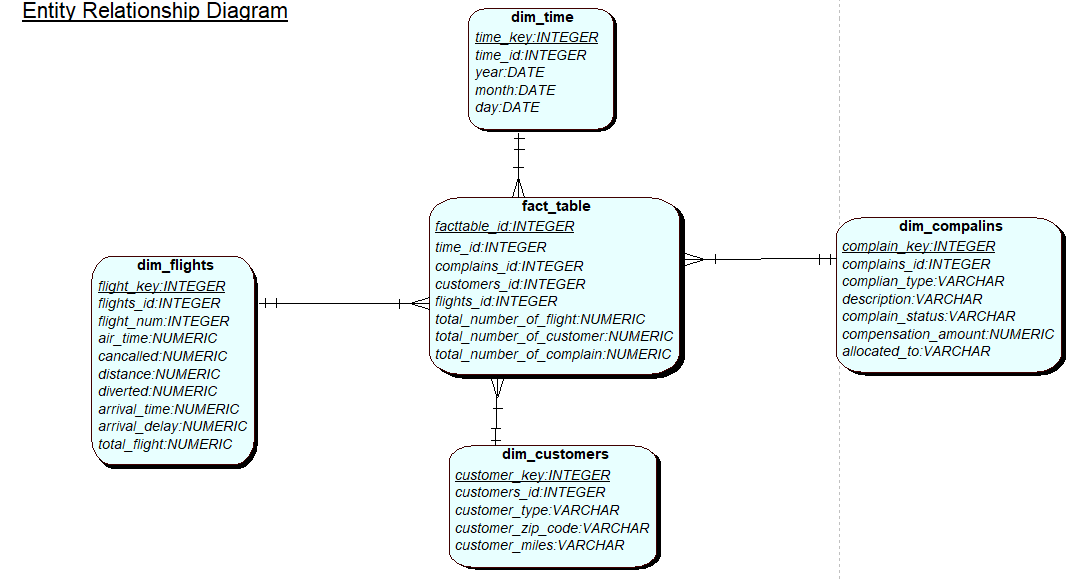 Entity Relationship Diagram
dim_time
time_key:INTEGER
time_id:INTEGER
year:DATE
month:DATE
day:DATE
fact_table
facttable_id:INTEGER
time_id:INTEGER
complains_id:INTEGER
customers_id:INTEGER
flights_id:INTEGER
total_number_of_flight:NUMERIC
total_number_of_customer:NUMERIC
total_number_of_complain:NUMERIC
dim_compalins
complain_key:INTEGER
complains_id:INTEGER
complian_type:VARCHAR
description:VARCHAR
complain_status:VARCHAR
compensation_amount:NUMERIC
allocated_to:VARCHAR
dim_flights
flight_key:INTEGER
flights_id:INTEGER
flight_num:INTEGER
air_time:NUMERIC
cancalled:NUMERIC
distance:NUMERIC
diverted:NUMERIC
arrival_time:NUMERIC
arrival_delay:NUMERIC
total_flight:NUMERIC
dim_customers
customer_key:INTEGER
customers_id:INTEGER
customer_type:VARCHAR
customer_zip_code:VARCHAR
customer_miles:VARCHAR